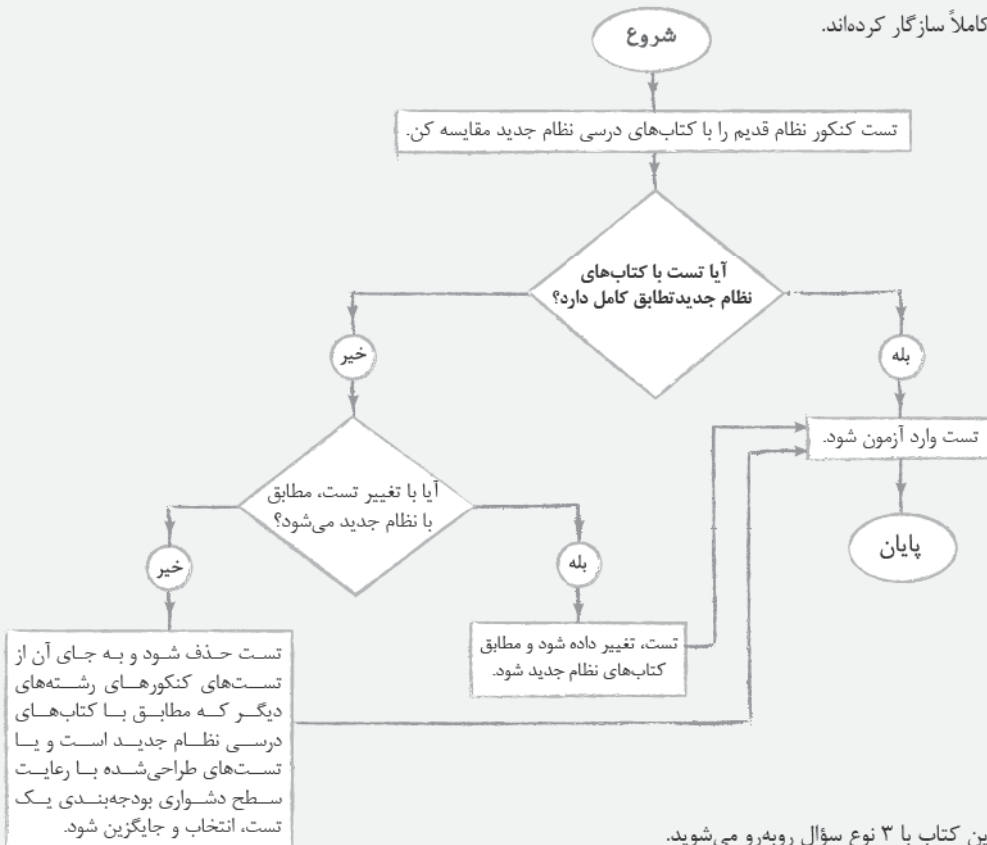 کاملاً سازگار کرده‌اند.
شروع
تست کنکور نظام قدیم را با کتاب‌های درسی نظام جدید مقایسه کن.
آیا تست با کتاب‌های
نظام جدیدتطابق کامل دارد؟
خیر
بله
تست وارد آزمون شود.
پایان
آیا با تغییر تست، مطابق
با نظام جدید می‌شود؟
خیر
بله
تست، تغییر داده شود و مطابق
کتاب‌های نظام جدید شود.
تست حذف شود و به جای آن از
تست‌های کنکورهای رشته‌های
دیگر که مطابق با کتاب‌های
درسی نظام جدید است و یا
تست‌های طراحی‌شده با رعایت
سطح دشواری بودجه‌بندی یک
تست، انتخاب و جایگزین شود.
ین کتاب با ۳ نوع سؤال روبه‌رو می‌شوید.